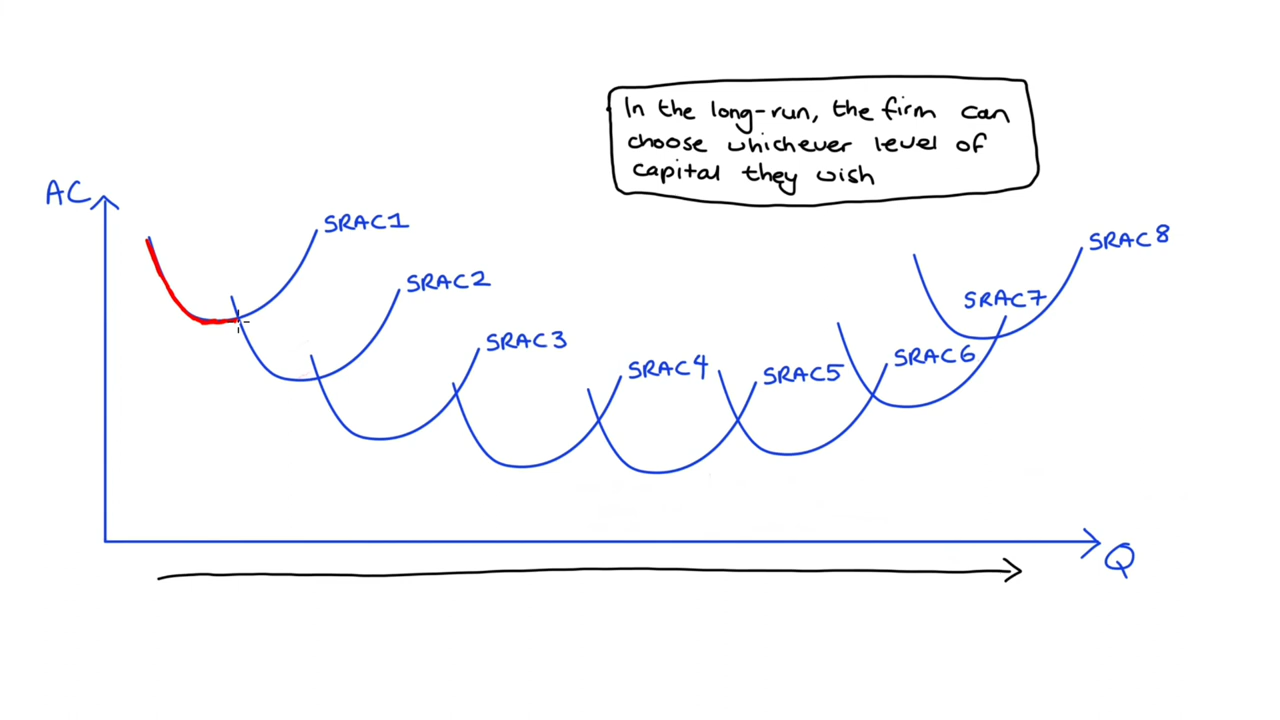 In the long-run, the firm can
choose whichever level of
capital they wish
AC
SRAC1
SRAC2
SRAC3
SRAC4
SRAC5
SRAC6
SRAC7
SRAC8
Q